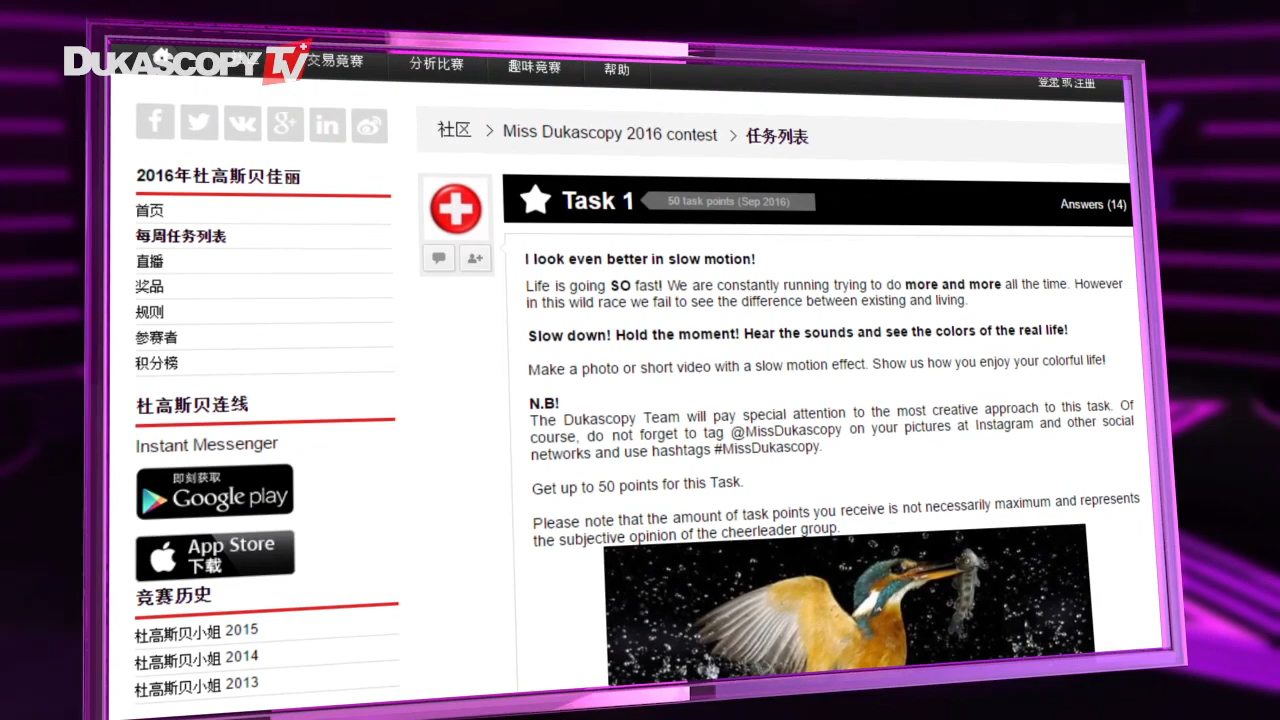 DUKASCOPY TV
交易竞赛
分析比赛
趣味竞赛
帮助
登录 或 注册
社区 > Miss Dukascopy 2016 contest > 任务列表
2016年杜高斯贝佳丽
首页
每周任务列表
直播
奖品
规则
参赛者
积分榜
杜高斯贝连线
Instant Messenger
即刻获取
Google play
App Store
下载
竞赛历史
杜高斯贝小姐 2015
杜高斯贝小姐 2014
杜高斯贝小姐 2013
Task 1
50 task points (Sep 2016)
Answers (14)
I look even better in slow motion!
Life is going SO fast! We are constantly running trying to do more and more all the time. However
in this wild race we fail to see the difference between existing and living.
Slow down! Hold the moment! Hear the sounds and see the colors of the real life!
Make a photo or short video with a slow motion effect. Show us how you enjoy your colorful life!
N.B!
The Dukascopy Team will pay special attention to the most creative approach to this task. Of
course, do not forget to tag @MissDukascopy on your pictures at Instagram and other social
networks and use hashtags #MissDukascopy.
Get up to 50 points for this Task.
Please note that the amount of task points you receive is not necessarily maximum and represents
the subjective opinion of the cheerleader group.